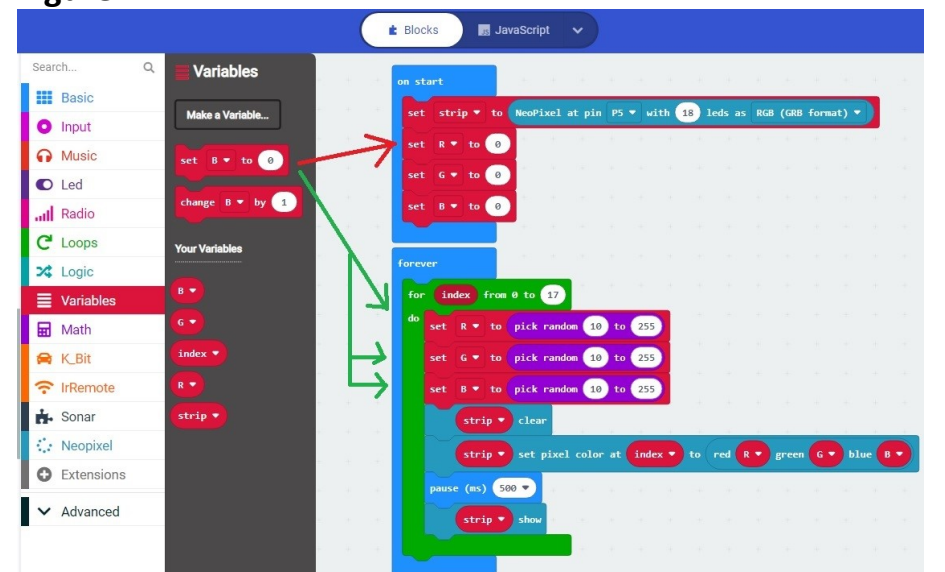 Blocks JavaScript
Search...
Basic
Input
Music
Led
Radio
Loops
Logic
Variables
Math
K_Bit
IrRemote
Sonar
Neopixel
Extensions
Advanced
Variables
Make a Variable...
set B to 0
change B by 1
Your Variables
B
G
index
R
strip
on start
set strip to NeoPixel at pin P5 with 18 leds as RGB (GRB format)
set R to 0
set G to 0
set B to 0
forever
for index from 0 to 17
do
set R to pick random 10 to 255
set G to pick random 10 to 255
set B to pick random 10 to 255
strip clear
strip set pixel color at index to red R green G blue B
pause (ms) 500
strip show